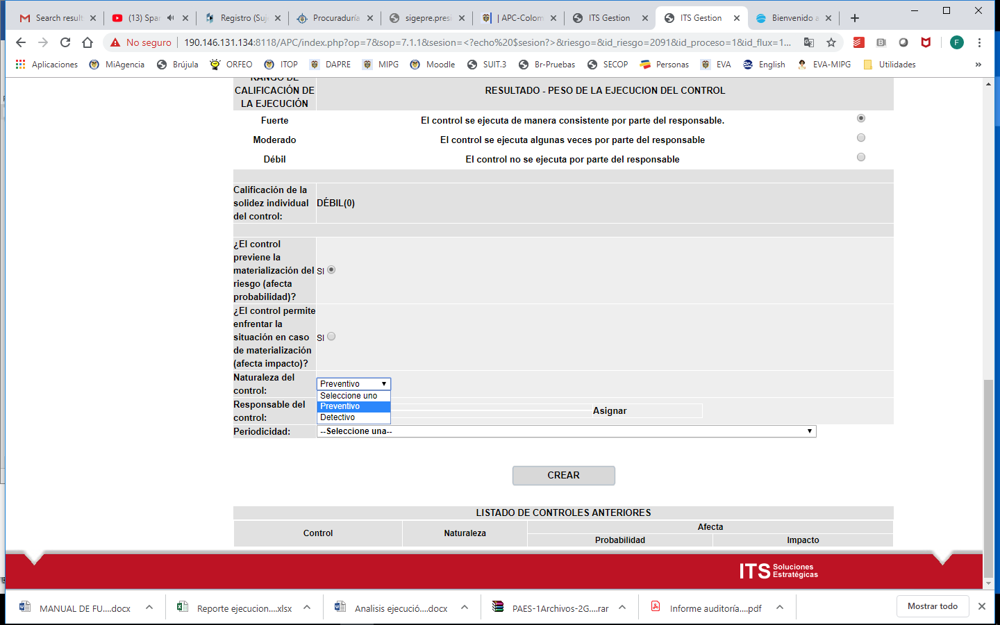 Search result
(13) Spar
Registro (Suj
Procuraduría
sigepre.presi
| APC-Colom
ITS Gestion
ITS Gestion
Bienvenido a
No seguro
190.146.131.134:8118/APC/index.php?op=7&sop=7.1.1&sesion=<?echo%20$sesion?>&riesgo=&id_riesgo=2091&id_proceso=1&id_flux=1...
F
Aplicaciones
MiAgencia
Brújula
ORFEO
ITOP
DAPRE
MIPG
Moodle
SUIT.3
Br-Pruebas
SECOP
Personas
EVA
English
EVA-MIPG
Utilidades
»
RANGO DE
CALIFICACIÓN DE
LA EJECUCIÓN
RESULTADO - PESO DE LA EJECUCION DEL CONTROL
Fuerte
El control se ejecuta de manera consistente por parte del responsable.
Moderado
El control se ejecuta algunas veces por parte del responsable
Débil
El control no se ejecuta por parte del responsable
Calificación de la
solidez individual
del control:
DÉBIL(0)
¿El control
previene la
materialización del
riesgo (afecta
probabilidad)?
SI
¿El control permite
enfrentar la
situación en caso
de materialización
(afecta impacto)?
SI
Naturaleza del
control:
Preventivo
Seleccione uno
Preventivo
Detectivo
Responsable del
control:
Asignar
Periodicidad:
--Seleccione una--
CREAR
LISTADO DE CONTROLES ANTERIORES
Control
Naturaleza
Afecta
Probabilidad
Impacto
ITS Soluciones
Estratégicas
MANUAL DE FU....docx
Reporte ejecucion....xlsx
Analisis ejecució....docx
PAES-1Archivos-2G....rar
Informe auditoría....pdf
Mostrar todo